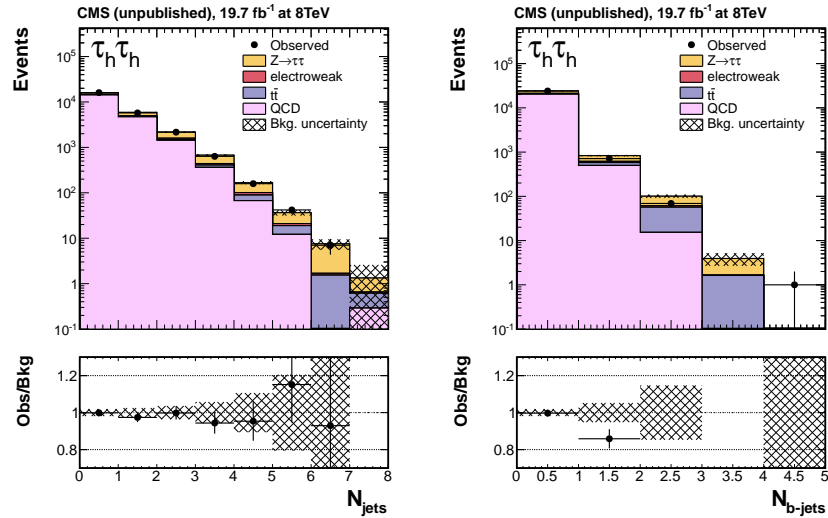 CMS (unpublished), 19.7 fb⁻¹ at 8TeV
Events
τhτh
Observed
Z→ττ
electroweak
tt̄
QCD
Bkg. uncertainty
10⁵
10⁴
10³
10²
10
1
10⁻¹
Obs/Bkg
1.2
1
0.8
0 1 2 3 4 5 6 7 8
Njets
CMS (unpublished), 19.7 fb⁻¹ at 8TeV
Events
τhτh
Observed
Z→ττ
electroweak
tt̄
QCD
Bkg. uncertainty
10⁵
10⁴
10³
10²
10
1
10⁻¹
Obs/Bkg
1.2
1
0.8
0 0.5 1 1.5 2 2.5 3 3.5 4 4.5 5
Nb-jets